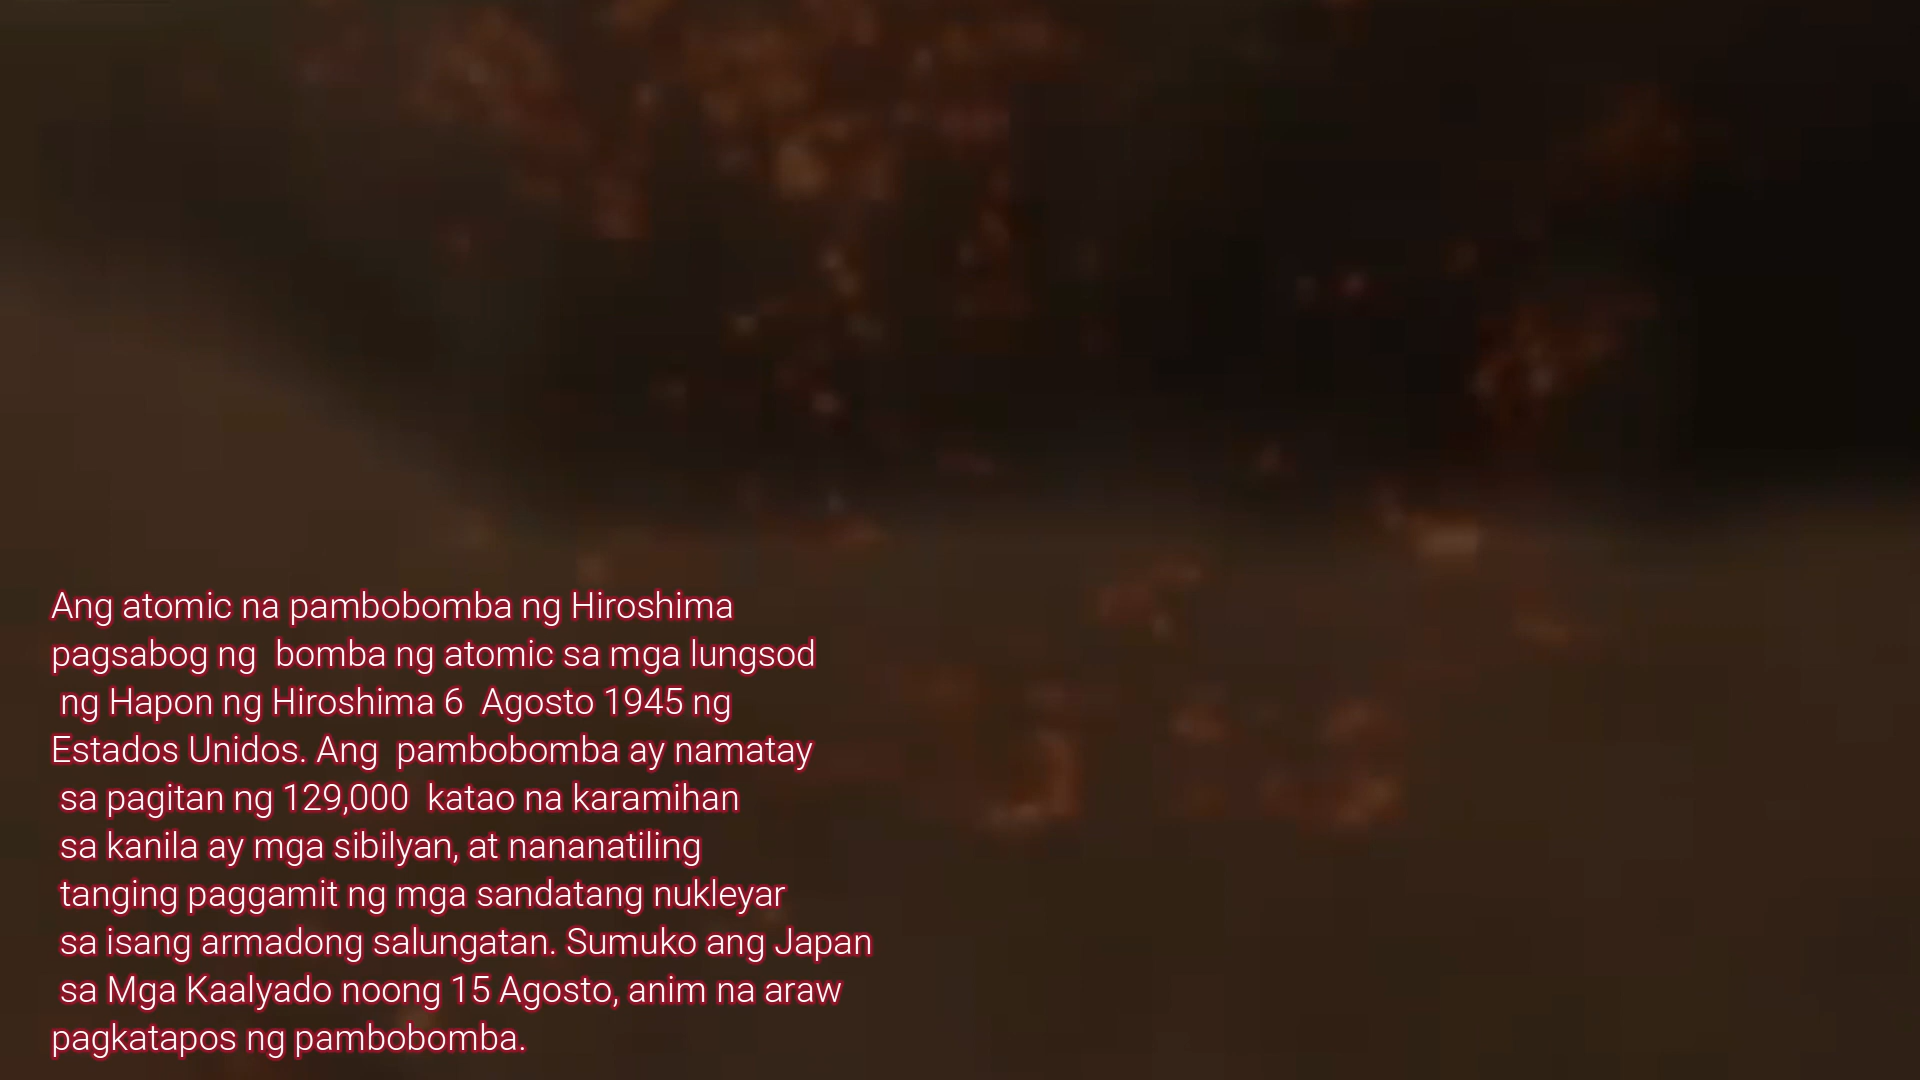 Ang atomic na pambobomba ng Hiroshima
pagsabog ng  bomba ng atomic sa mga lungsod
ng Hapon ng Hiroshima 6  Agosto 1945 ng
Estados Unidos. Ang  pambobomba ay namatay
sa pagitan ng 129,000  katao na karamihan
sa kanila ay mga sibilyan, at nananatiling
tanging paggamit ng mga sandatang nukleyar
sa isang armadong salungatan. Sumuko ang Japan
sa Mga Kaalyado noong 15 Agosto, anim na araw
pagkatapos ng pambobomba.